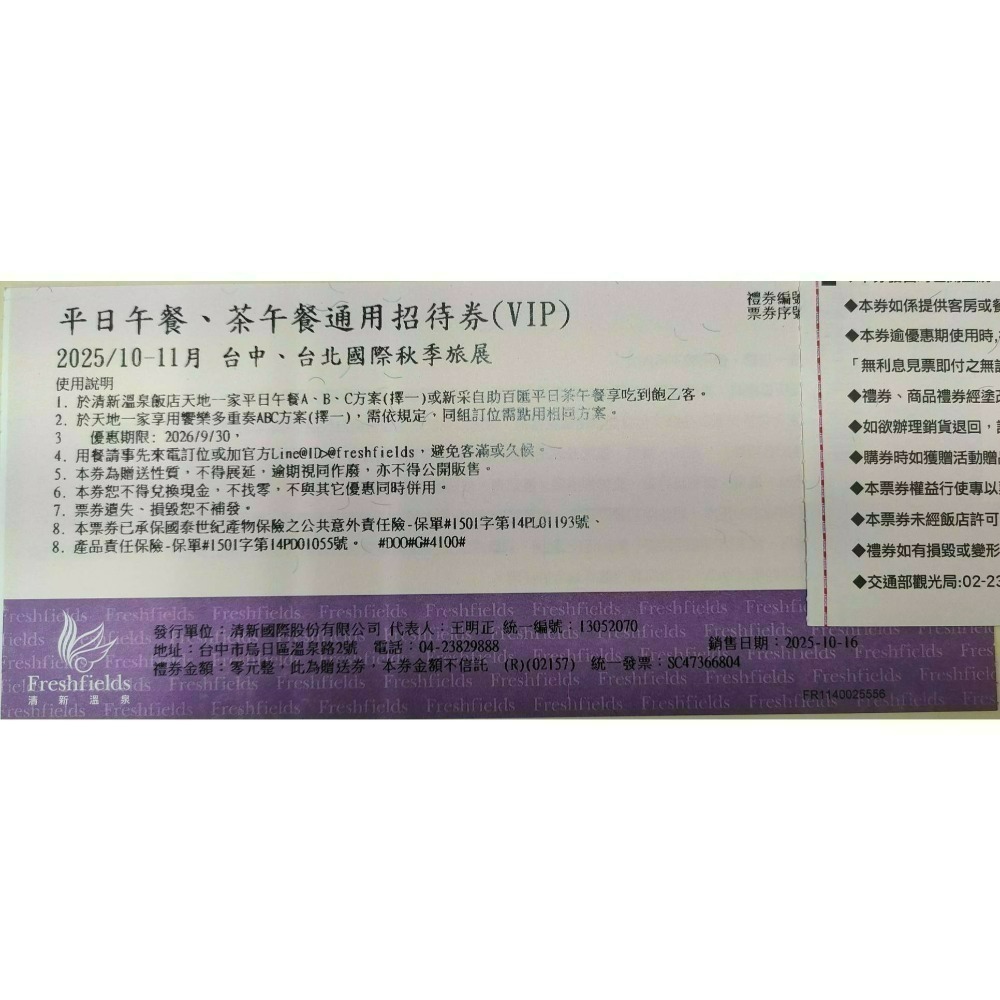 平日午餐、茶午餐通用招待券(VIP)
2025/10-11月 台中、台北國際秋季旅展
使用說明
1. 於清新溫泉飯店天地一家平日午餐A、B、C方案(擇一)或新采自助百匯平日茶午餐享吃到飽乙客。
2. 於天地一家享用饗樂多重奏ABC方案(擇一)，需依規定，同組訂位需點用相同方案。
3 優惠期限: 2026/9/30，
4. 用餐請事先來電訂位或加官方Line@ID>@freshfields，避免客滿或久候。
5. 本券為贈送性質，不得展延，逾期視同作廢，亦不得公開販售。
6. 本券恕不得兌換現金，不找零，不與其它優惠同時併用。
7. 票券遺失、損毀恕不補發。
8. 本票券已承保國泰世紀產物保險之公共意外責任險-保單#1501字第14PL01193號、
8. 產品責任保險-保單#1501字第14PD01055號。 #DOO#G#4100#
禮券編號
票券序號
◆本券如係提供客房或餐
◆本券逾優惠期使用時,
「無利息見票即付之無
◆禮券、商品禮券經塗
◆如欲辦理銷貨退回，
◆購券時如獲贈活動贈品
◆本票券權益行使專以
◆本票券未經飯店許可
◆禮券如有損毀或變形
◆交通部觀光局:02-23
Freshfields
清新溫泉
發行單位：清新國際股份有限公司 代表人：王明正 統一編號：13052070
地址：台中市烏日區溫泉路2號 電話：04-23829888
禮券金額：零元整，此為贈送券，本券金額不信託 (R)(02157) 統一發票：SC47366804
銷售日期：2025-10-16
FR1140025556